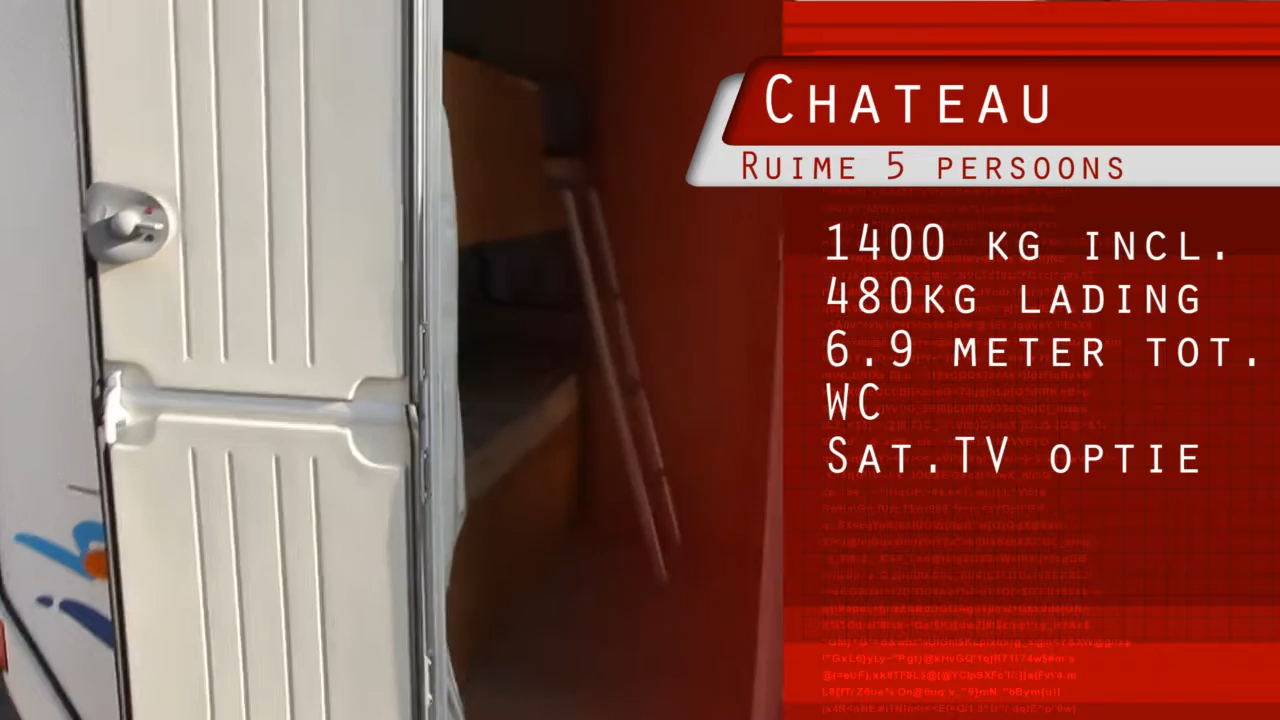 Chateau
Ruime 5 persoons
1400 kg incl.
480kg lading
6.9 meter tot.
WC
Sat.TV optie